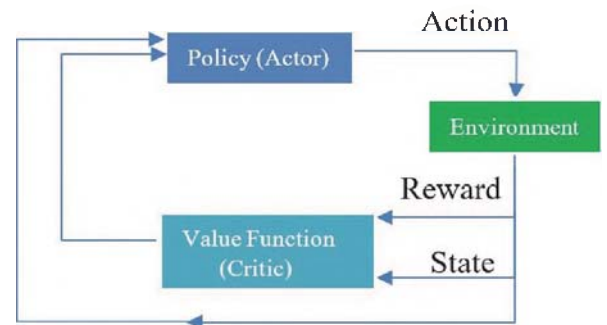 Action
Policy (Actor)
Environment
Reward
Value Function
(Critic)
State